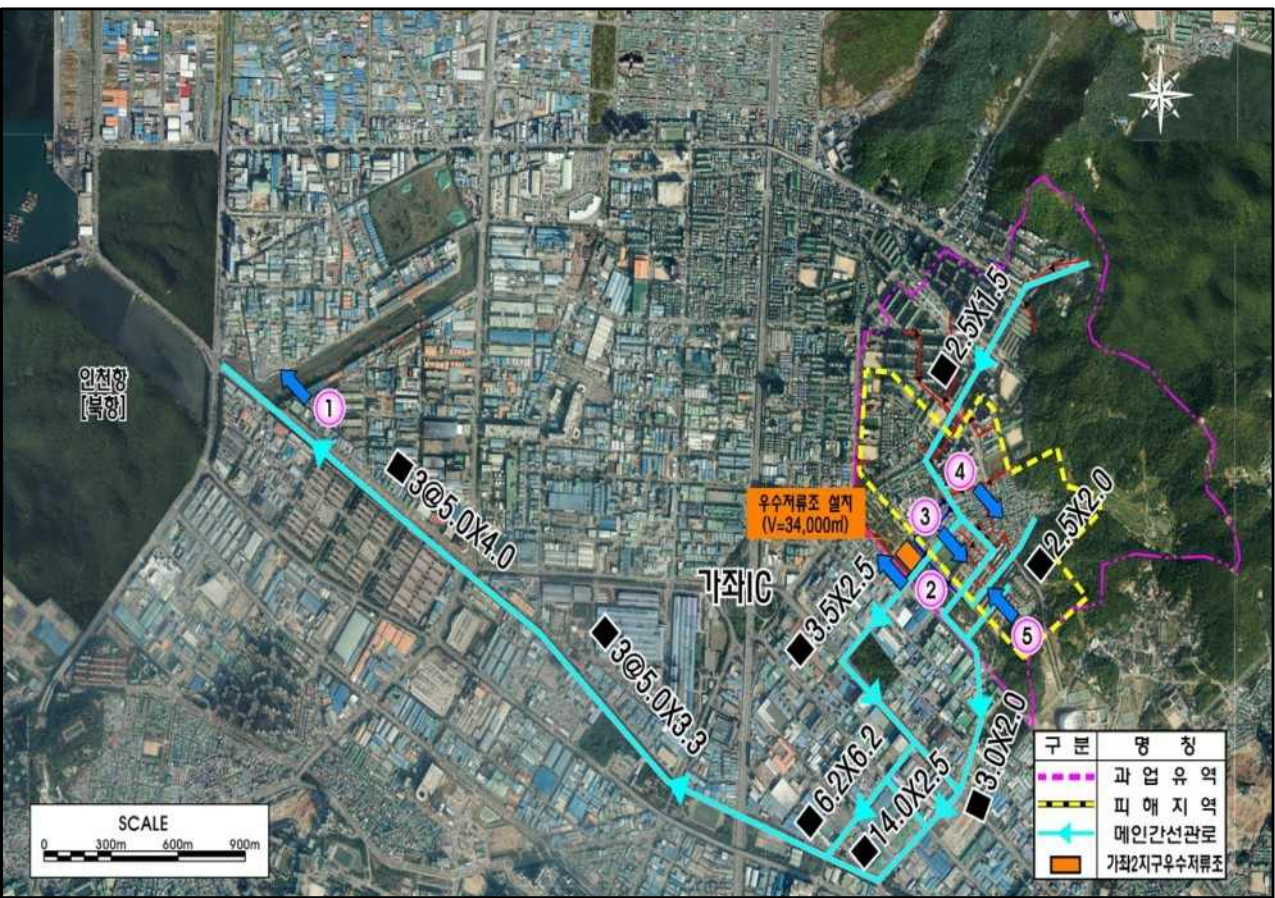 N
■2.5X1.5
인천항
[북항]
1
■3@5.0X4.0
4
우수저류조 설치
(V=34,000㎥)
3
■2.5X2.0
가좌IC
■3.5X2.5
2
5
■3@5.0X3.3
■6.2X6.2
■14.0X2.5
■3.0X2.0
구 분 명 칭
과 업 유 역
피 해 지 역
메인간선관로
가좌2지구우수저류조
SCALE
0 300m 600m 900m